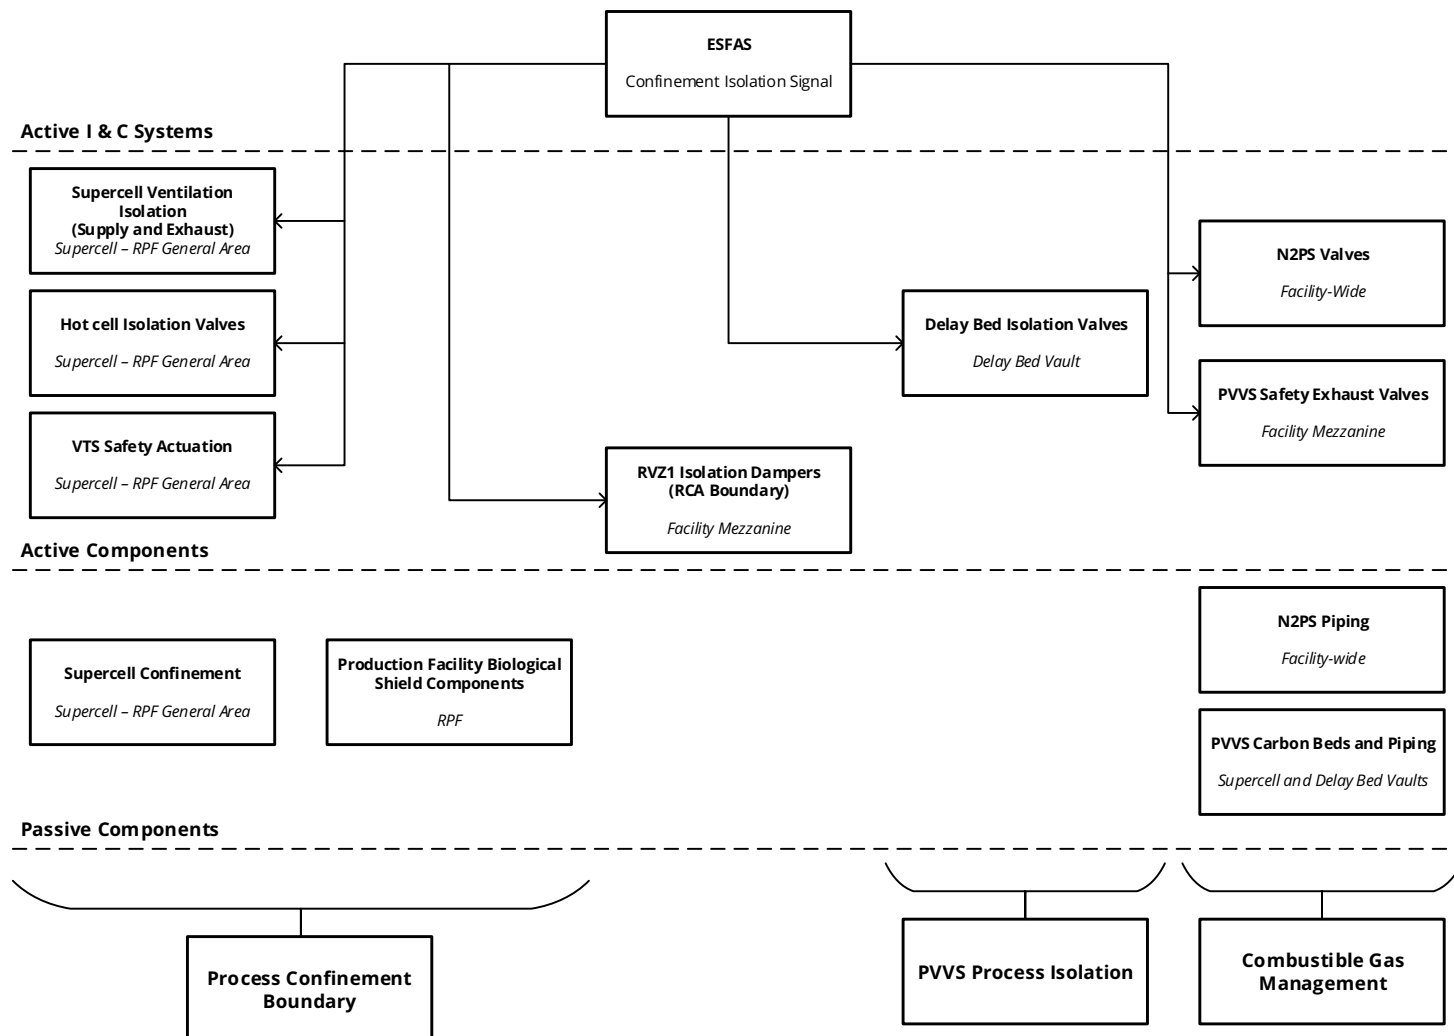 ESFAS
Confinement Isolation Signal
Active I & C Systems
Supercell Ventilation
Isolation
(Supply and Exhaust)
Supercell – RPF General Area
N2PS Valves
Facility-Wide
Hot cell Isolation Valves
Supercell – RPF General Area
Delay Bed Isolation Valves
Delay Bed Vault
PVVS Safety Exhaust Valves
Facility Mezzanine
VTS Safety Actuation
Supercell – RPF General Area
RVZ1 Isolation Dampers
(RCA Boundary)
Facility Mezzanine
Active Components
N2PS Piping
Facility-wide
Supercell Confinement
Supercell – RPF General Area
Production Facility Biological
Shield Components
RPF
PVVS Carbon Beds and Piping
Supercell and Delay Bed Vaults
Passive Components
Process Confinement
Boundary
PVVS Process Isolation
Combustible Gas
Management